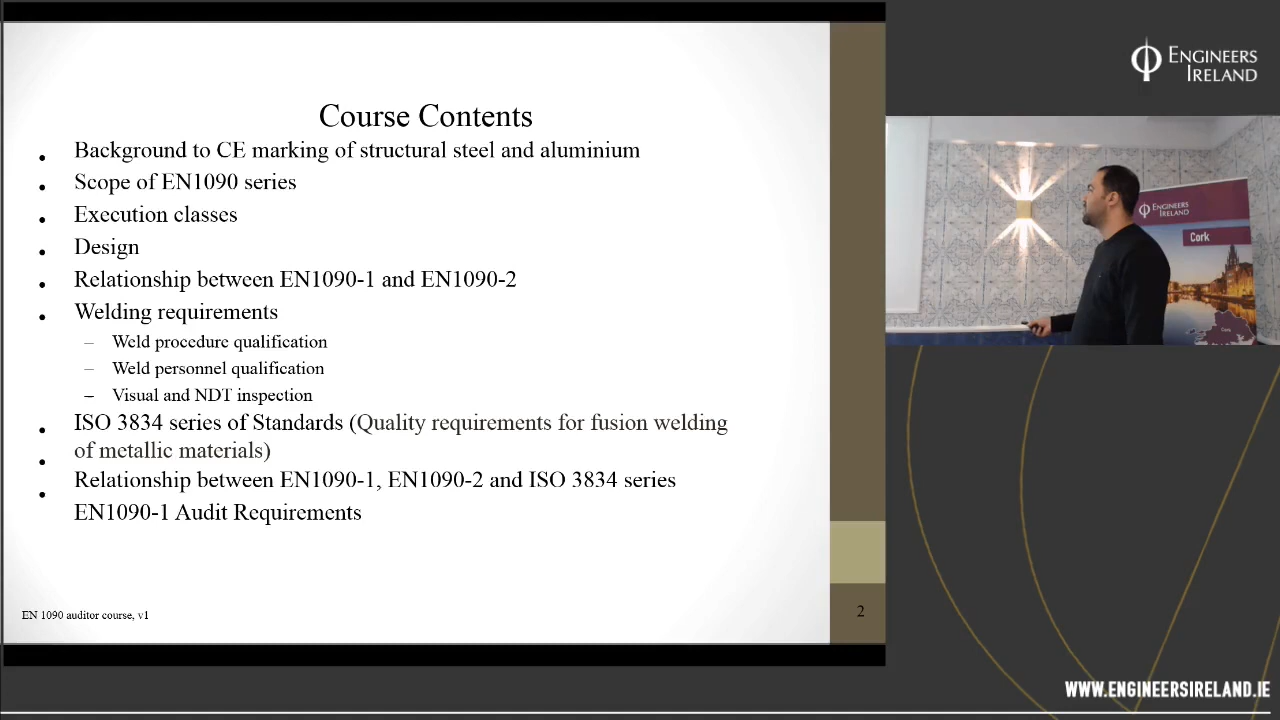 Course Contents
• Background to CE marking of structural steel and aluminium
• Scope of EN1090 series
• Execution classes
• Design
• Relationship between EN1090-1 and EN1090-2
• Welding requirements
– Weld procedure qualification
– Weld personnel qualification
– Visual and NDT inspection
• ISO 3834 series of Standards (Quality requirements for fusion welding
of metallic materials)
• Relationship between EN1090-1, EN1090-2 and ISO 3834 series
• EN1090-1 Audit Requirements
EN 1090 auditor course, v1
2
ENGINEERS
IRELAND
ENGINEERS
IRELAND
Cork
WWW.ENGINEERSIRELAND.IE